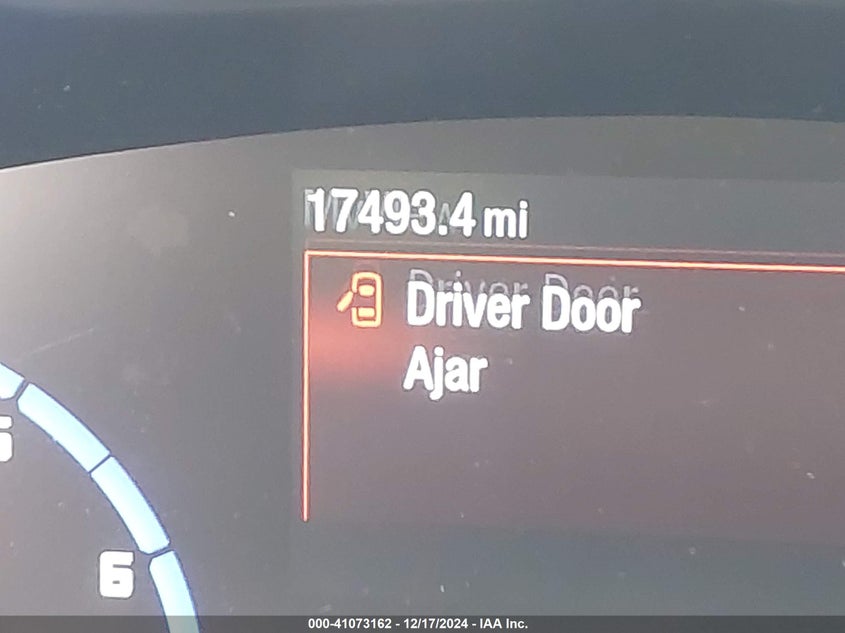 17493.4 mi
Driver Door
Ajar
6
000-41073162 - 12/17/2024 - IAA Inc.